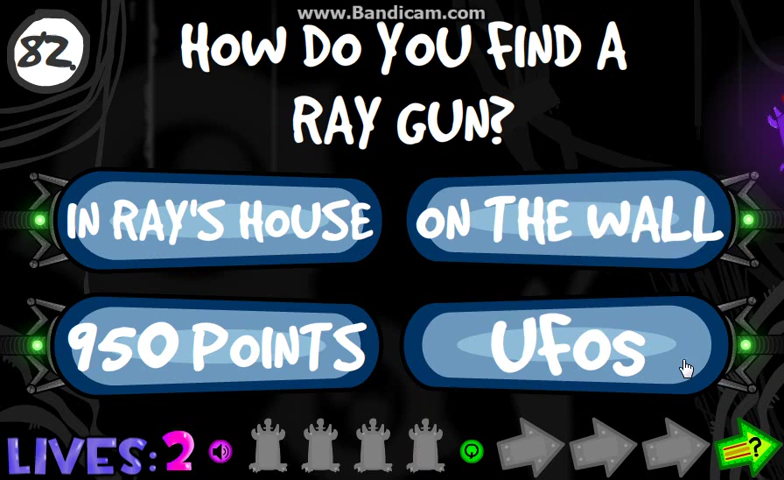 www.Bandicam.com
82.
HOW DO YOU FIND A
RAY GUN?
IN RAY'S HOUSE
ON THE WALL
950 POINTS
UFOS
LIVES: 2
?